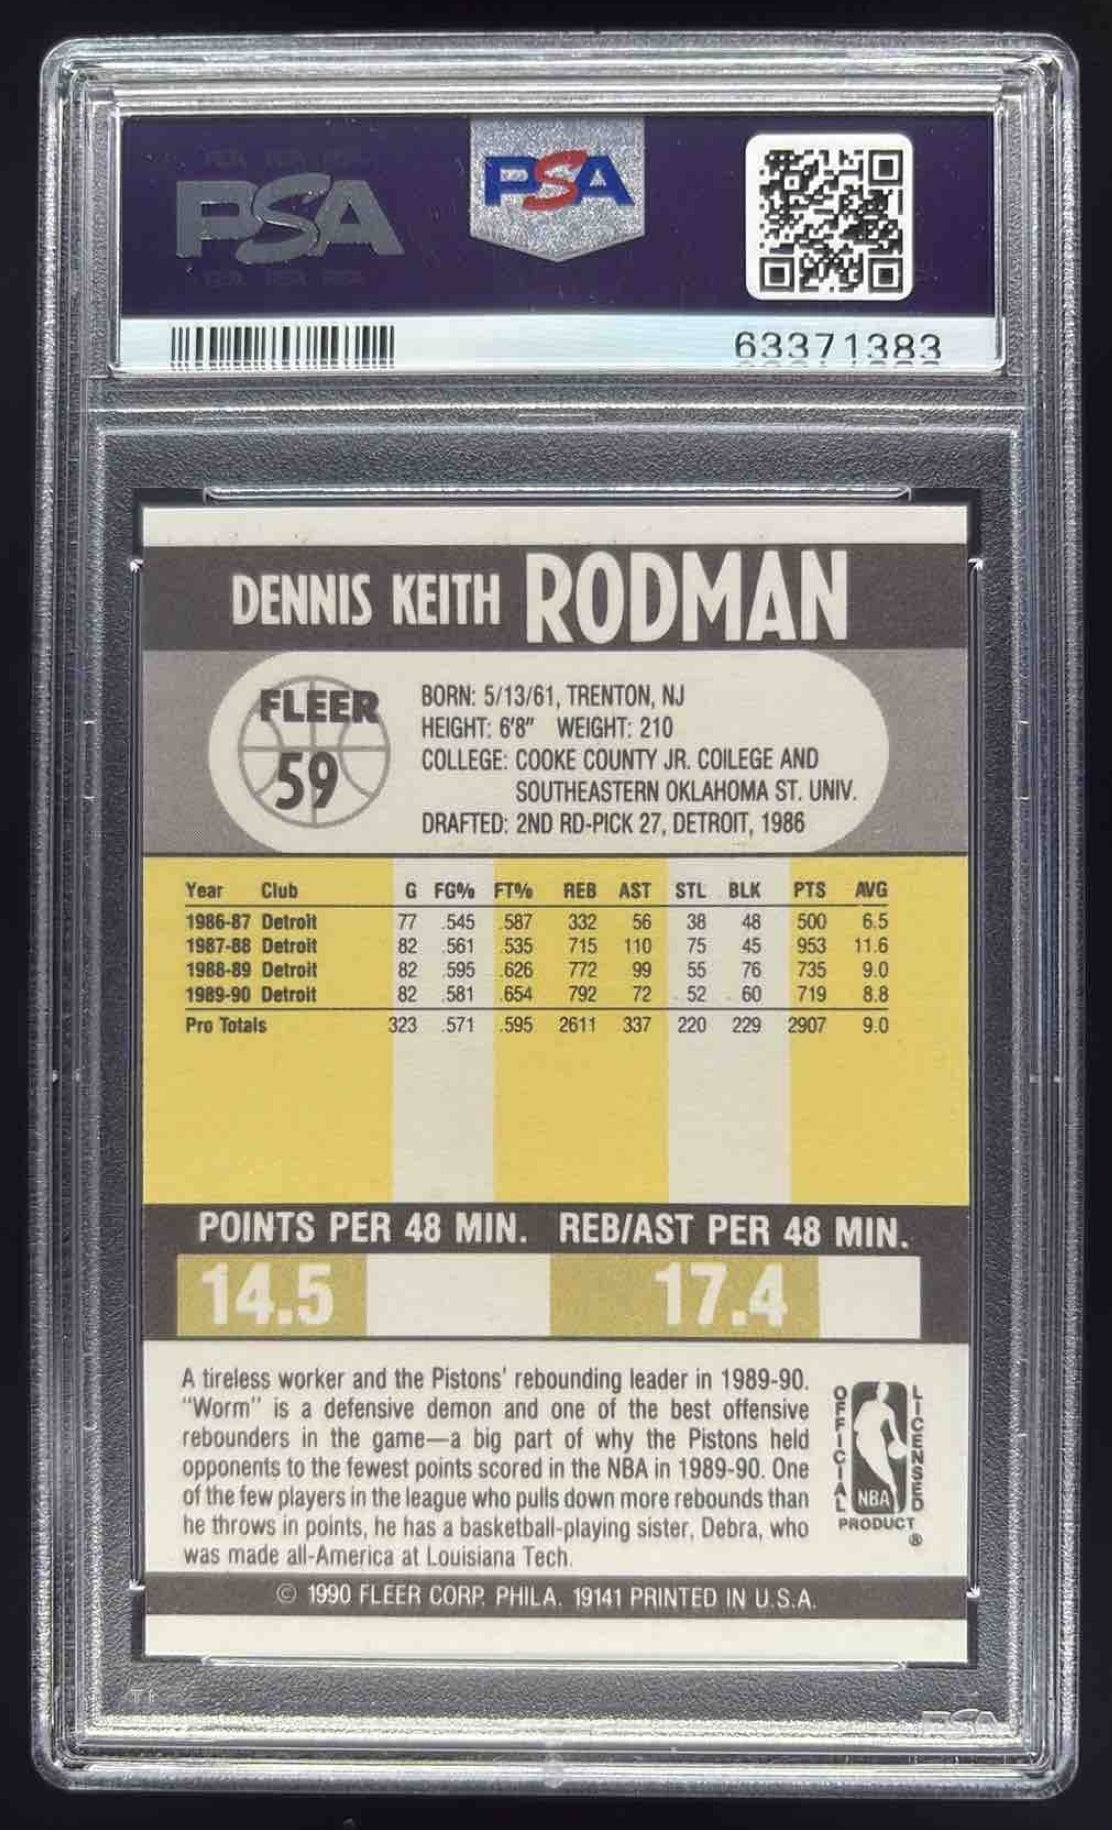 PSA
PSA
63371383
DENNIS KEITH RODMAN
FLEER
59
BORN: 5/13/61, TRENTON, NJ
HEIGHT: 6'8" WEIGHT: 210
COLLEGE: COOKE COUNTY JR. COILEGE AND
SOUTHEASTERN OKLAHOMA ST. UNIV.
DRAFTED: 2ND RD-PICK 27, DETROIT, 1986
Year Club G FG% FT% REB AST STL BLK PTS AVG
1986-87 Detroit 77 .545 .587 332 56 38 48 500 6.5
1987-88 Detroit 82 .561 .535 715 110 75 45 953 11.6
1988-89 Detroit 82 .595 .626 772 99 55 76 735 9.0
1989-90 Detroit 82 .581 .654 792 72 52 60 719 8.8
Pro Totals 323 .571 .595 2611 337 220 229 2907 9.0
POINTS PER 48 MIN. REB/AST PER 48 MIN.
14.5 17.4
A tireless worker and the Pistons' rebounding leader in 1989-90.
"Worm" is a defensive demon and one of the best offensive
rebounders in the game—a big part of why the Pistons held
opponents to the fewest points scored in the NBA in 1989-90. One
of the few players in the league who pulls down more rebounds than
he throws in points, he has a basketball-playing sister, Debra, who
was made all-America at Louisiana Tech.
OFFICIAL LICENSED
NBA
PRODUCT
®
© 1990 FLEER CORP. PHILA. 19141 PRINTED IN U.S.A.
PSA